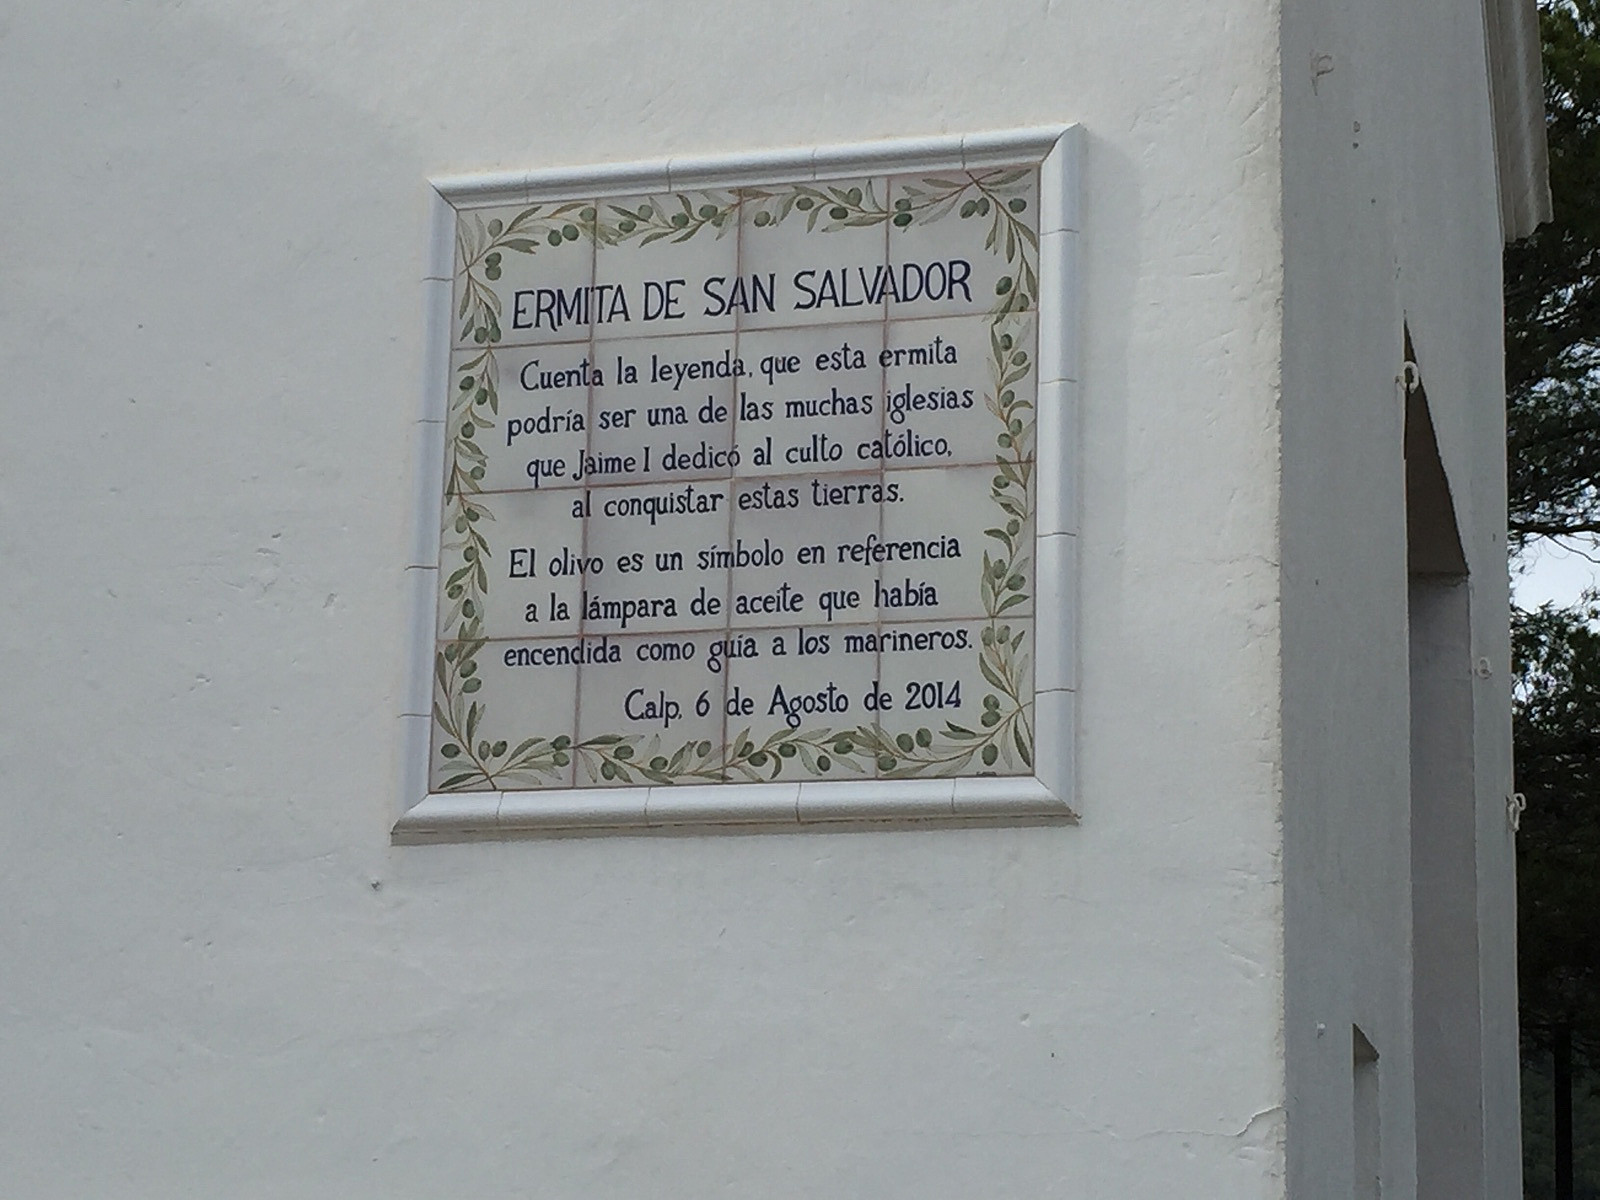 ERMITA DE SAN SALVADOR
Cuenta la leyenda, que esta ermita
podría ser una de las muchas iglesias
que Jaime I dedicó al culto católico,
al conquistar estas tierras.
El olivo es un símbolo en referencia
a la lámpara de aceite que había
encendida como guía a los marineros.
Calp, 6 de Agosto de 2014